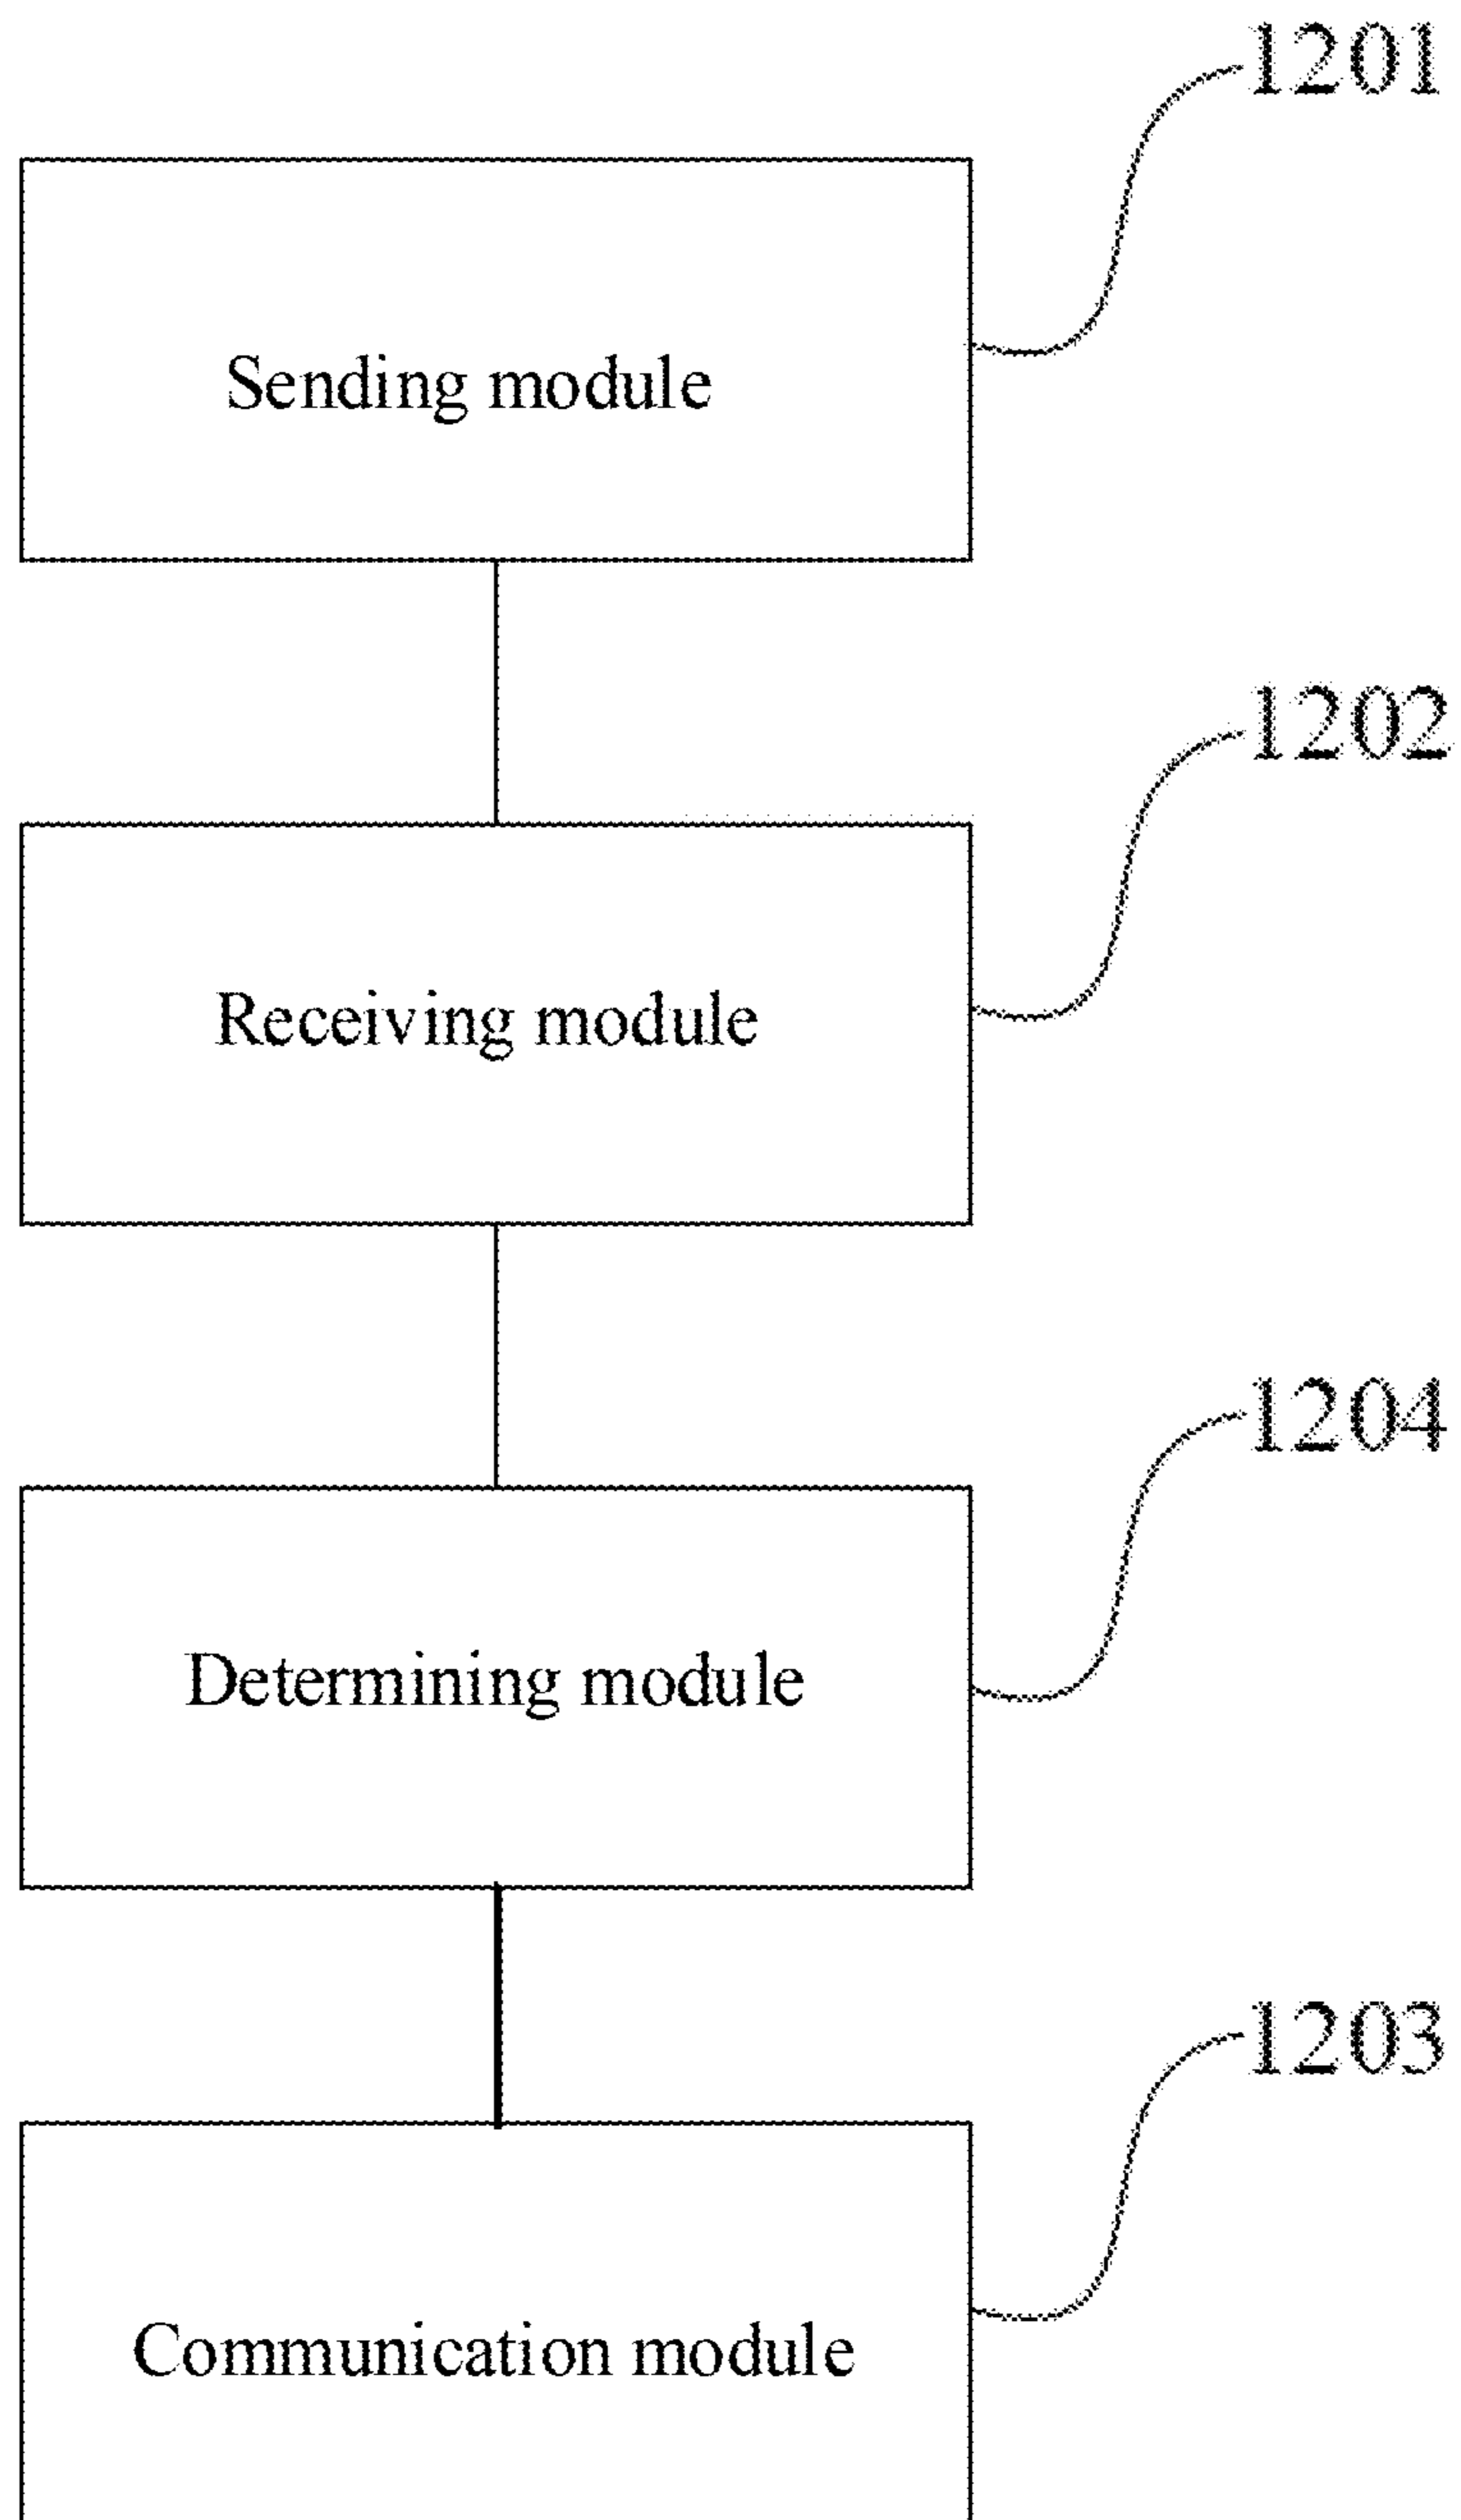 1201
Sending module
1202
Receiving module
1204
Determining module
1203
Communication module